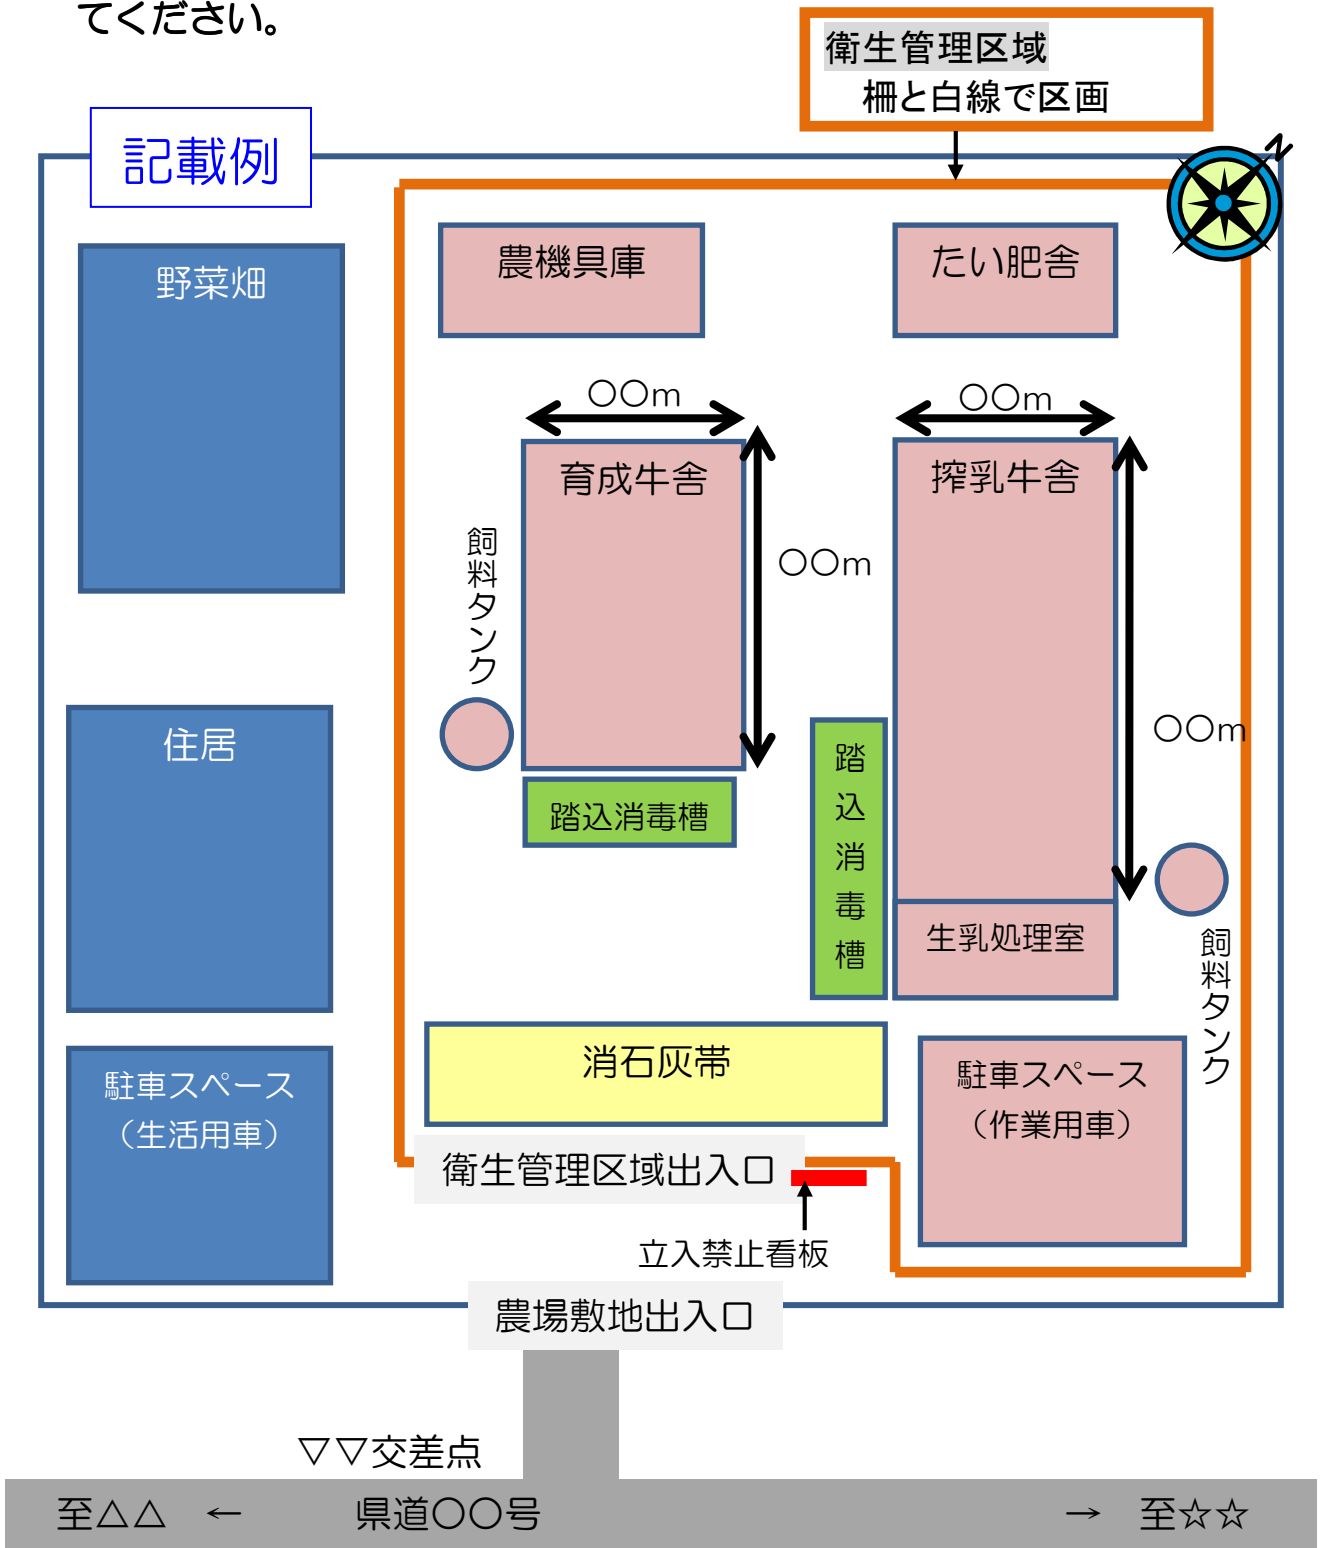 てください。
衛生管理区域
柵と白線で区画
記載例
N
野菜畑
農機具庫
たい肥舎
〇〇m
〇〇m
育成牛舎
搾乳牛舎
飼料タンク
〇〇m
〇〇m
住居
踏込消毒槽
踏込消毒槽
生乳処理室
飼料タンク
消石灰帯
駐車スペース
（生活用車）
駐車スペース
（作業用車）
衛生管理区域出入口
立入禁止看板
農場敷地出入口
▽▽交差点
至△△ ← 県道〇〇号 → 至☆☆